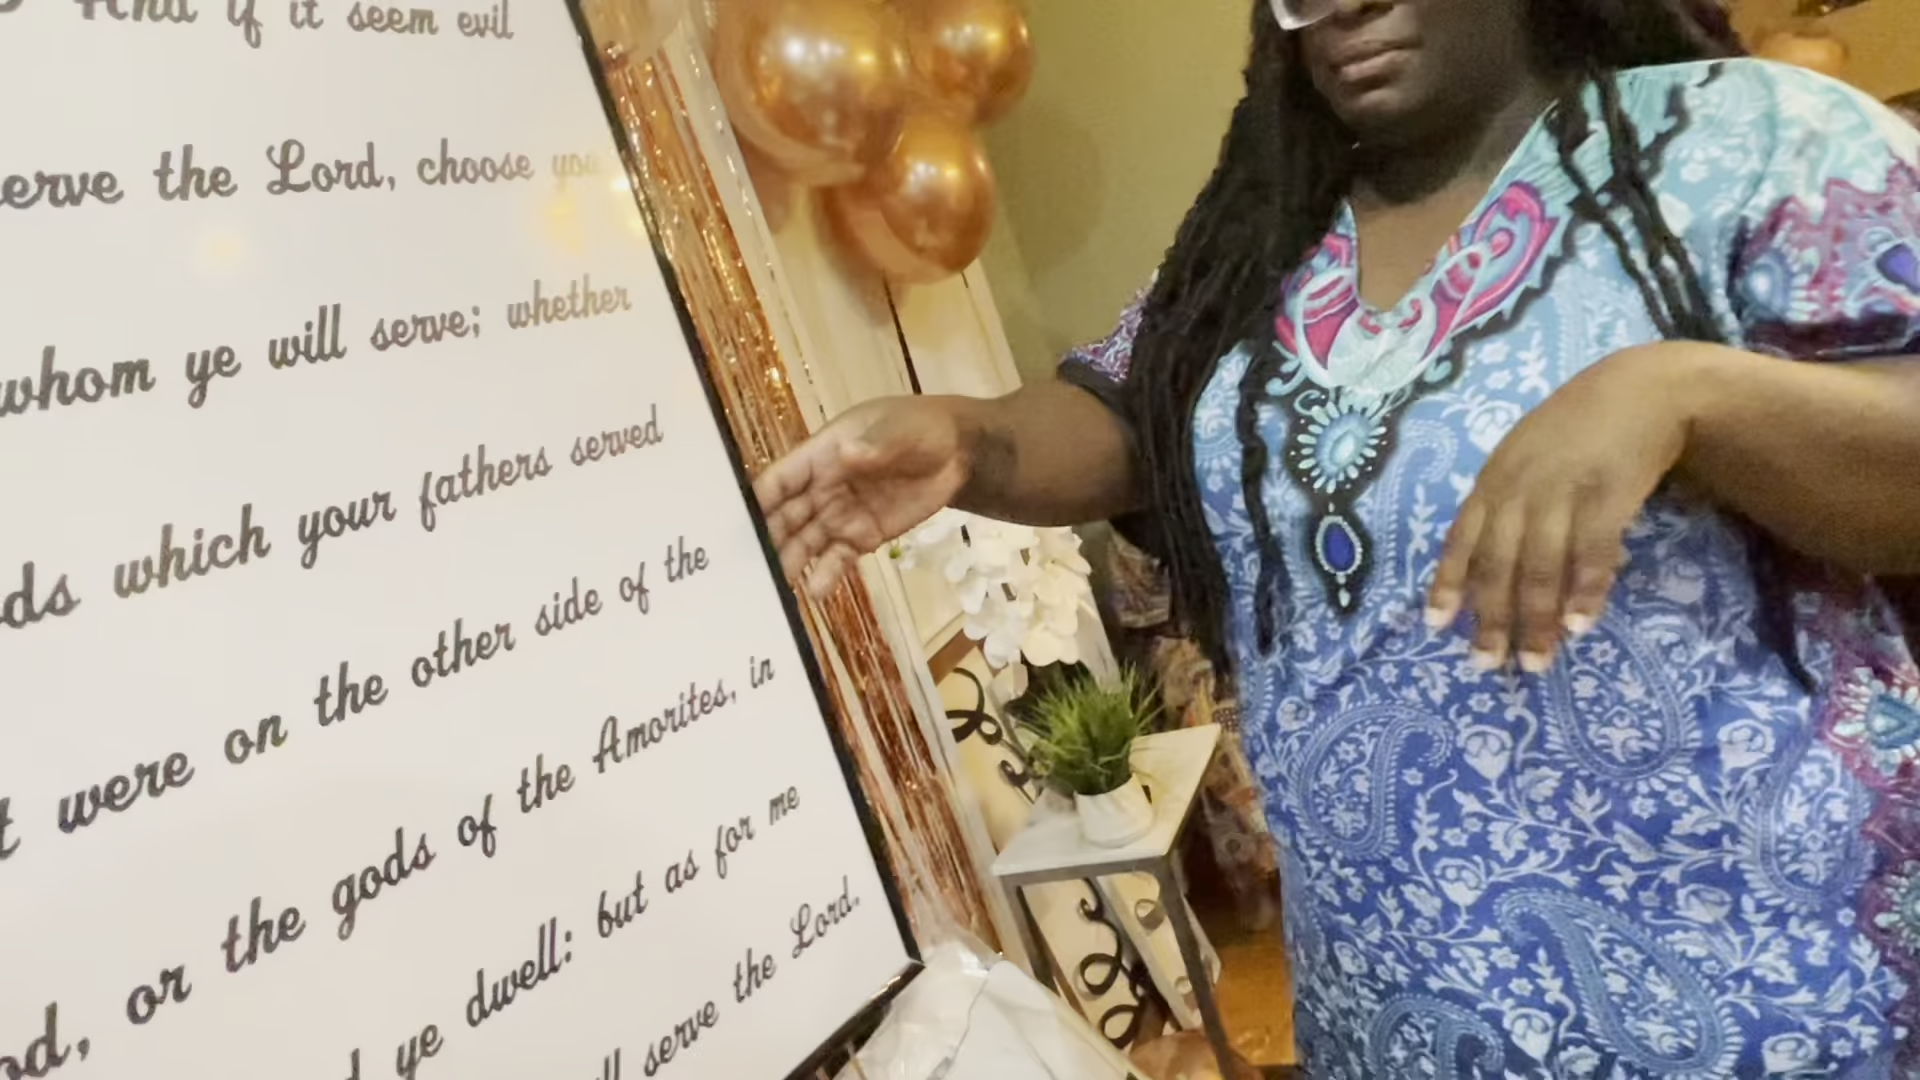 And if it seem evil
serve the Lord, choose you
whom ye will serve; whether
which your fathers served
were on the other side of the
or the gods of the Amorites, in
ye dwell: but as for me
serve the Lord.